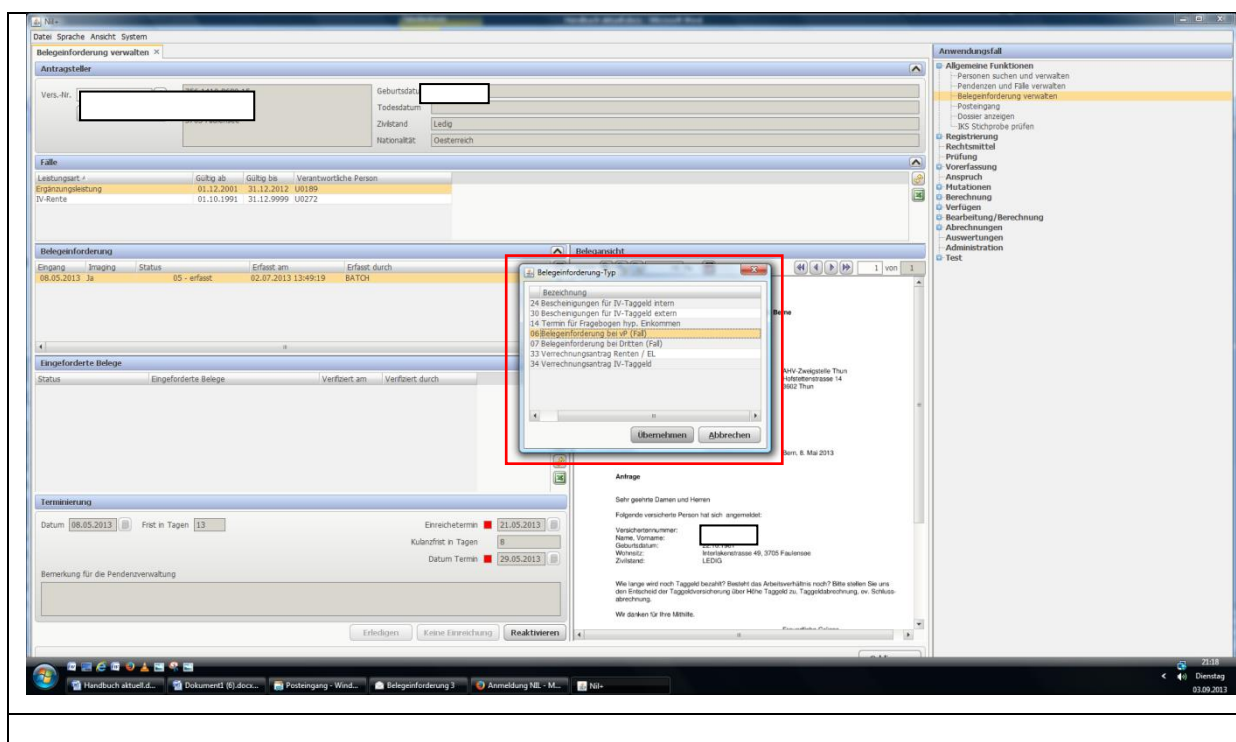 Nil+
Datei Sprache Ansicht System
Belegeinforderung verwalten
Antragsteller
Vers.-Nr.
Geburtsdatu
Todesdatum
Zivilstand Ledig
Nationalität Oesterreich
Fälle
Leistungsart Gültig ab Gültig bis Verantwortliche Person
Ergänzungsleistung 01.12.2001 31.12.2012 U0189
IV-Rente 01.10.1991 31.12.9999 U0272
Belegeinforderung
Eingang Imaging Status Erfasst am Erfasst durch
08.05.2013 Ja 05 - erfasst 02.07.2013 13:49:19 BATCH
Eingeforderte Belege
Status Eingeforderte Belege Verifiziert am Verifiziert durch
Terminierung
Datum 08.05.2013 Frist in Tagen 13 Einreichetermin 21.05.2013
Kulanzfrist in Tagen 8
Datum Termin 29.05.2013
Bemerkung für die Pendenzverwaltung
Erledigen Keine Einreichung Reaktivieren
Belegansicht
1 von 1
Belegeinforderung-Typ
Bezeichnung
24 Bescheinigungen für IV-Taggeld intern
30 Bescheinigungen für IV-Taggeld extern
14 Termin für Fragebogen hyp. Einkommen
06 Belegeinforderung bei vP (Fall)
07 Belegeinforderung bei Dritten (Fall)
33 Verrechnungsantrag Renten / EL
34 Verrechnungsantrag IV-Taggeld
Übernehmen Abbrechen
AHV-Zweigstelle Thun
Hofstettenstrasse 14
3602 Thun
Bern, 8. Mai 2013
Anfrage
Sehr geehrte Damen und Herren
Folgende versicherte Person hat sich angemeldet:
Versichertennummer:
Name, Vorname:
Geburtsdatum:
Wohnsitz: Interlakenstrasse 49, 3705 Faulensee
Zivilstand: LEDIG
Wie lange wird noch Taggeld bezahlt? Besteht das Arbeitsverhältnis noch? Bitte stellen Sie uns
den Entscheid der Taggeldversicherung über Höhe Taggeld zu, Taggeldabrechnung, ev. Schluss-
abrechnung.
Wir danken für Ihre Mithilfe.
Anwendungsfall
Allgemeine Funktionen
Personen suchen und verwalten
Pendenzen und Fälle verwalten
Belegeinforderung verwalten
Posteingang
Dossier anzeigen
IKS Stichprobe prüfen
Registrierung
Rechtsmittel
Prüfung
Vorerfassung
Anspruch
Mutationen
Berechnung
Verfügen
Bearbeitung/Berechnung
Abrechnungen
Auswertungen
Administration
Test
Handbuch aktuell.d... Dokument1 (6).docx... Posteingang - Wind... Belegeinforderung 3 Anmeldung NIL - M... Nil+
21:18
Dienstag
03.09.2013